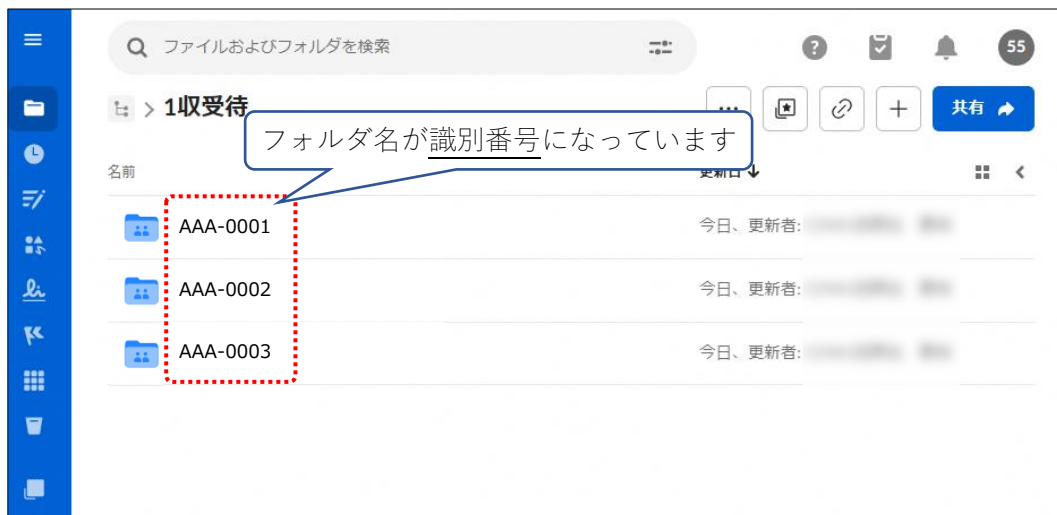 ファイルおよびフォルダを検索
55
> 1収受待
共有
フォルダ名が識別番号になっています
名前
更新日
AAA-0001
今日、更新者:
AAA-0002
今日、更新者:
AAA-0003
今日、更新者: